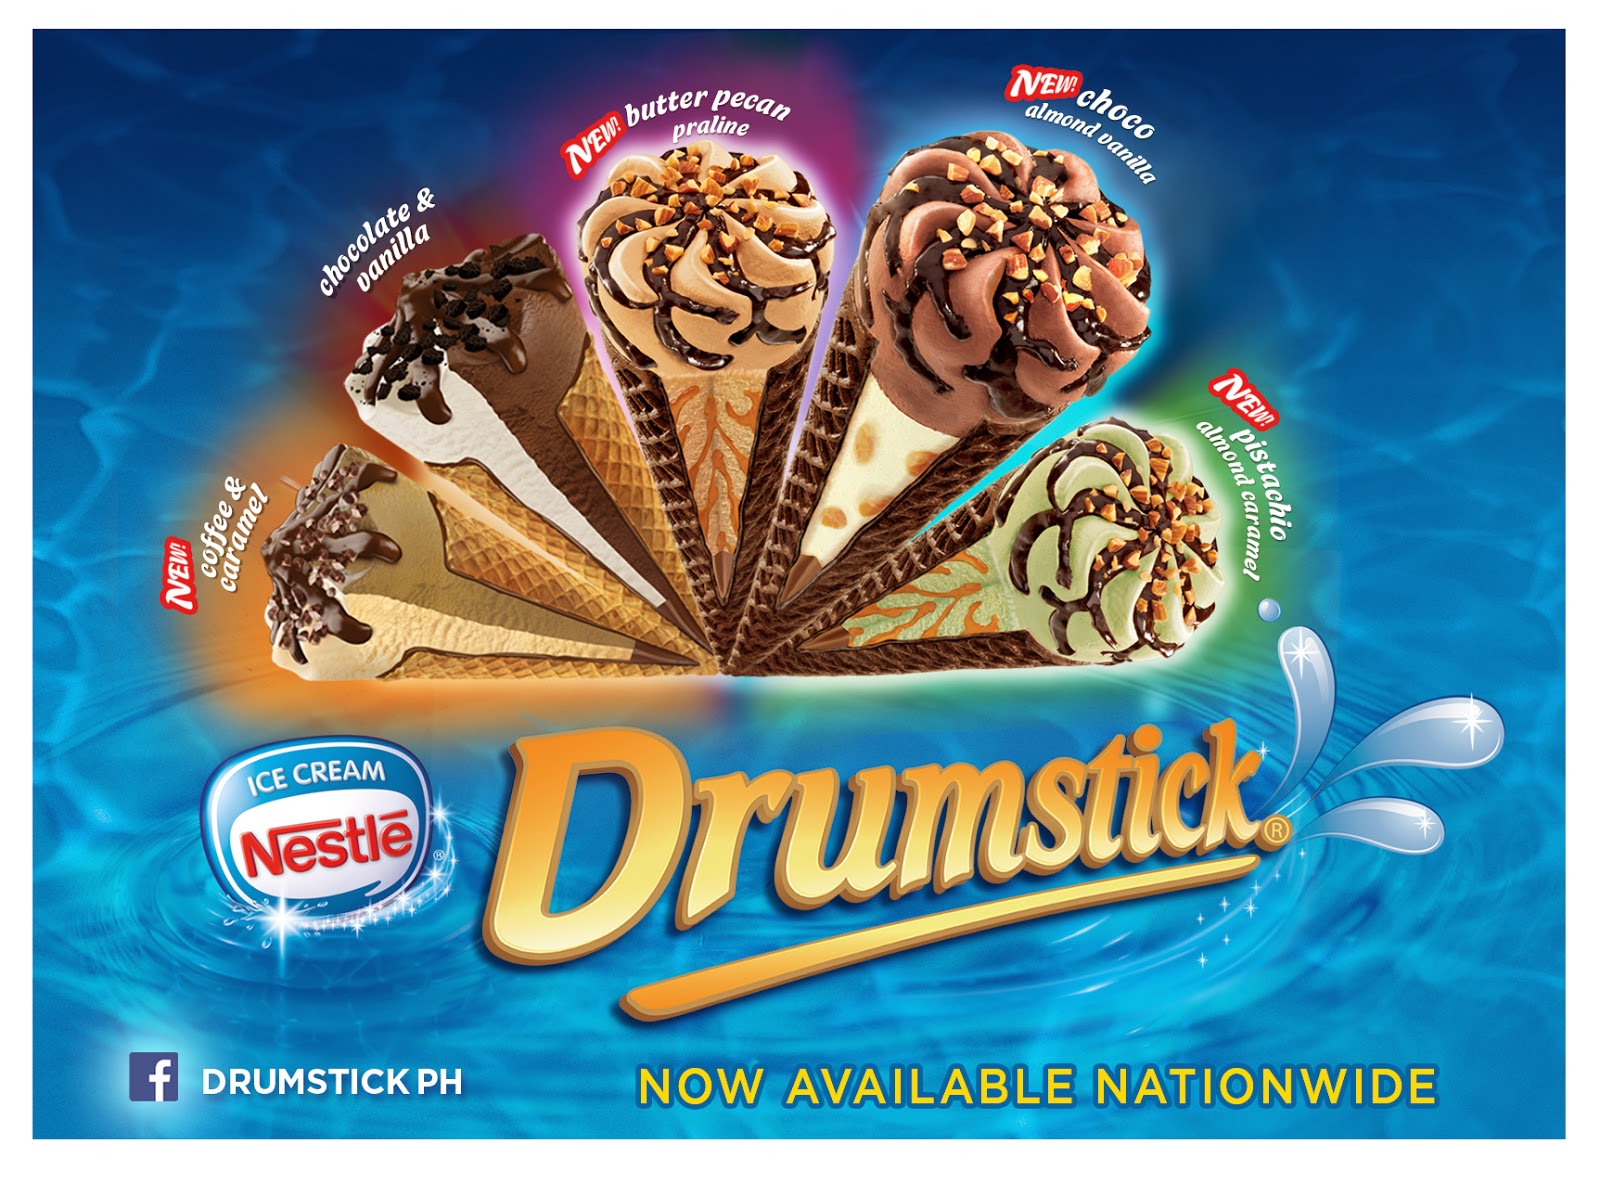 NEW!
coffee &
caramel
chocolate &
vanilla
NEW! butter pecan
praline
NEW! choco
almond vanilla
NEW!
pistachio
almond caramel
ICE CREAM
Nestlé ®
Drumstick®
f DRUMSTICK PH
NOW AVAILABLE NATIONWIDE